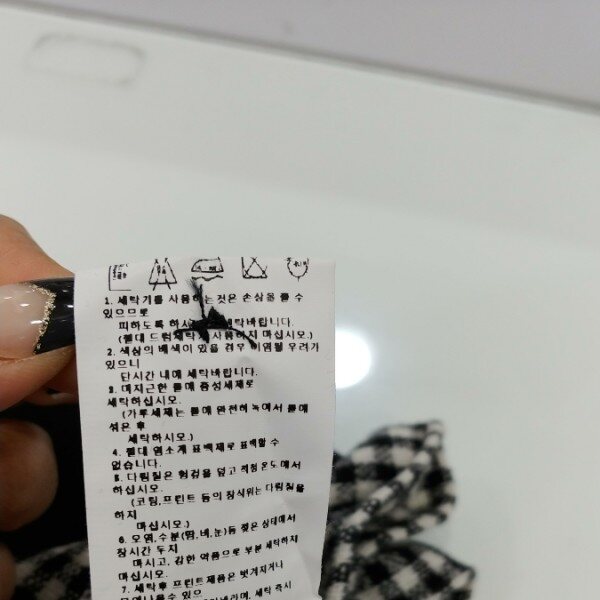 1. 세탁기를 사용하는것은 손상을 줄 수
있으므로
피하도록 하시 세탁바랍니다.
(절대 드럼세탁 사용하지 마십시오.)
2. 색상의 배색이 있을 경우 이염될 우려가
있으니
단시간 내에 세탁바랍니다.
3. 미지근한 물에 중성세제로
세탁하십시오.
(가루세제는 물에 완전히 녹여서 물에
섞은 후
세탁하시오.)
4. 절대 염소계 표백제로 표백할 수
없습니다.
5. 다림질은 헝겊을 덮고 적정온도에서
하십시오.
(코팅,프린트 등의 장식위는 다림질을
하지
마십시오.)
6. 오염,수분(땀,비,눈)등 젖은 상태에서
장시간 두지
마시고, 강한 약품으로 부분 세탁하지
마십시오.
7. 세탁후 프린트제품은 벗겨지거나
수 있으 세탁 즉시